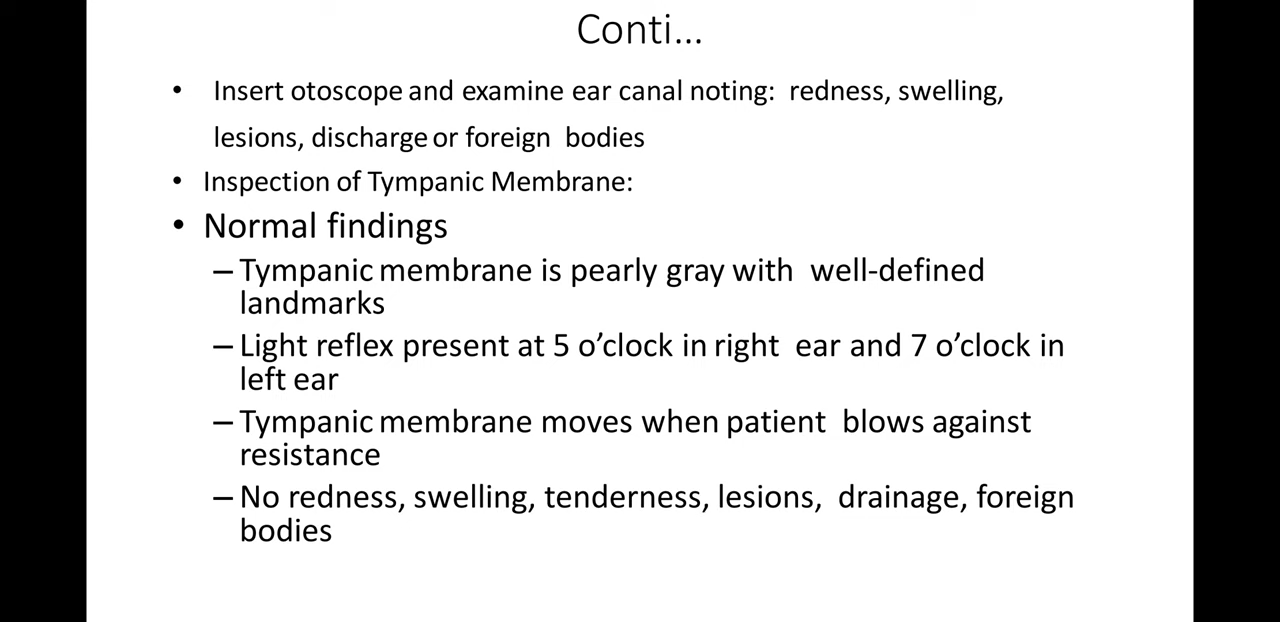 Conti...
• Insert otoscope and examine ear canal noting: redness, swelling,
lesions, discharge or foreign bodies
• Inspection of Tympanic Membrane:
• Normal findings
– Tympanic membrane is pearly gray with well-defined
landmarks
– Light reflex present at 5 o’clock in right ear and 7 o’clock in
left ear
– Tympanic membrane moves when patient blows against
resistance
– No redness, swelling, tenderness, lesions, drainage, foreign
bodies